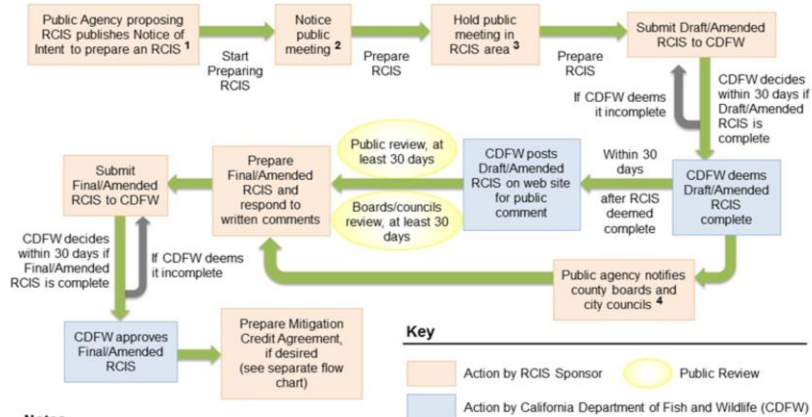 Public Agency proposing
RCIS publishes Notice of
Intent to prepare an RCIS 1
Start
Preparing
RCIS
Notice
public
meeting 2
Prepare
RCIS
Hold public
meeting in
RCIS area 3
Prepare
RCIS
Submit Draft/Amended
RCIS to CDFW
If CDFW deems
it incomplete
CDFW decides
within 30 days if
Draft/Amended
RCIS is
complete
CDFW deems
Draft/Amended
RCIS
complete
Within 30
days
after RCIS
deemed
complete
CDFW posts
Draft/Amended
RCIS on web site
for public
comment
Public review, at
least 30 days
Boards/councils
review, at least 30
days
Prepare
Final/Amended
RCIS and
respond to
written comments
Submit
Final/Amended
RCIS to CDFW
CDFW decides
within 30 days if
Final/Amended
RCIS is complete
If CDFW deems
it incomplete
Public agency notifies
county boards and
city councils 4
CDFW approves
Final/Amended
RCIS
Prepare Mitigation
Credit Agreement,
if desired
(see separate flow
chart)
Key
Action by RCIS Sponsor
Public Review
Action by California Department of Fish and Wildlife (CDFW)